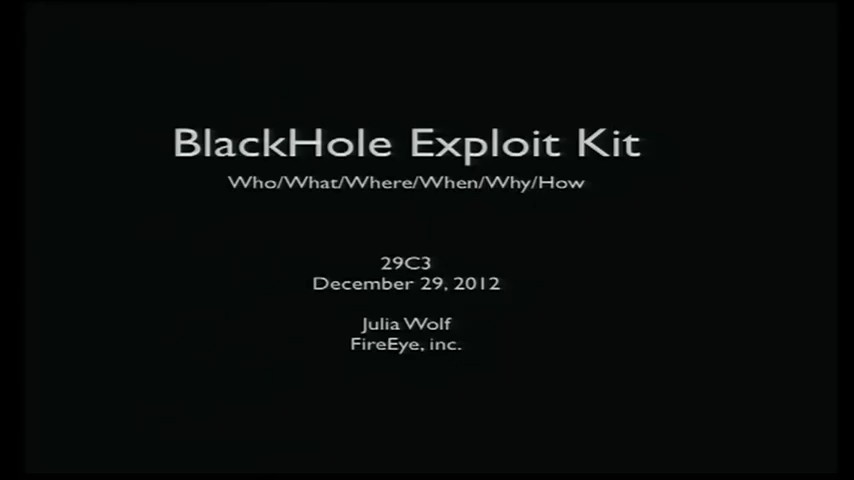 BlackHole Exploit Kit
Who/What/Where/When/Why/How
29C3
December 29, 2012
Julia Wolf
FireEye, inc.